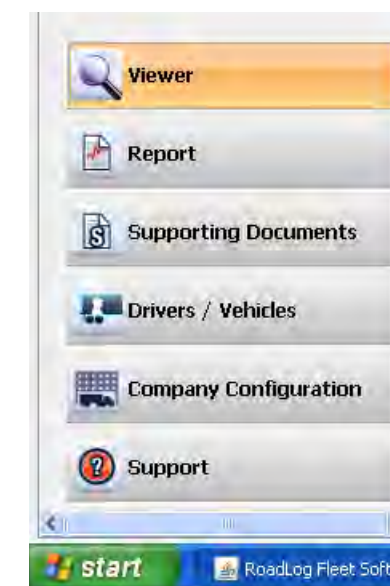 Viewer
Report
Supporting Documents
Drivers / Vehicles
Company Configuration
Support
start
RoadLog Fleet Soft